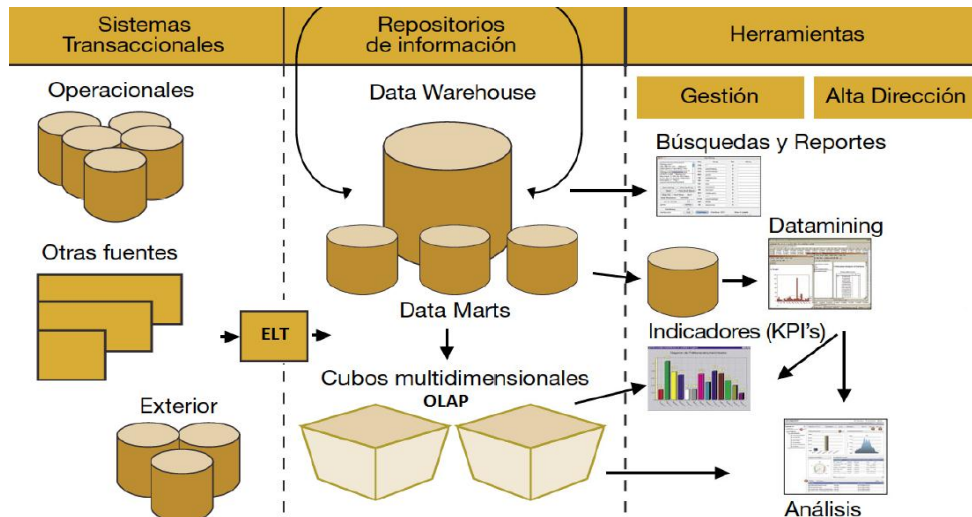 Sistemas
Transaccionales
Repositorios
de información
Herramientas
Operacionales
Otras fuentes
Exterior
ELT
Data Warehouse
Data Marts
Cubos multidimensionales
OLAP
Gestión
Alta Dirección
Búsquedas y Reportes
Datamining
Indicadores (KPI's)
Análisis